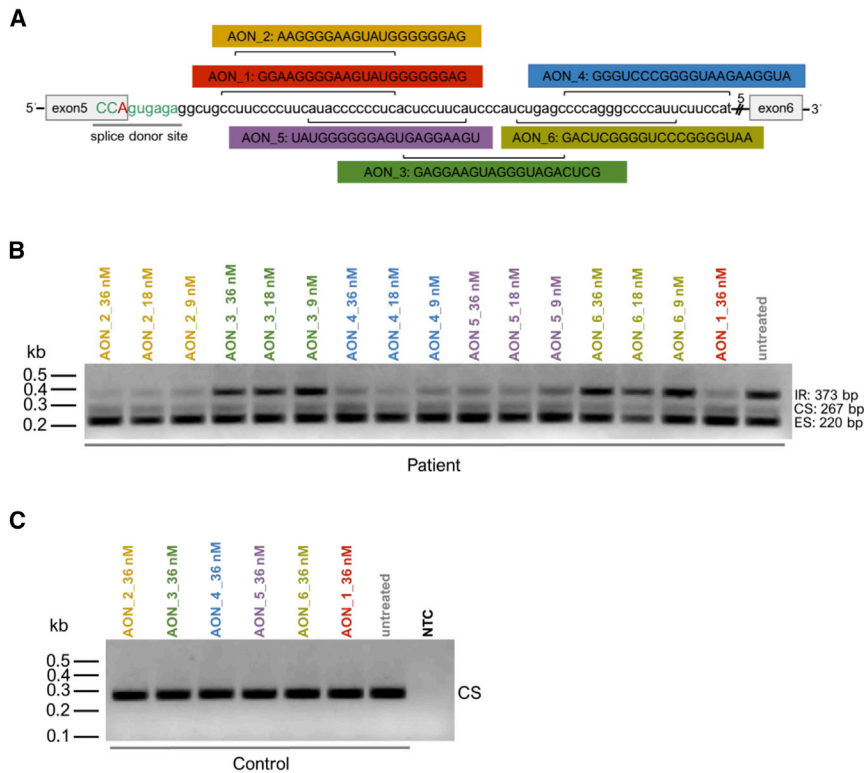 A
AON_2: AAGGGGAAGUAUGGGGGGAG
AON_1: GGAAGGGGAAGUAUGGGGGGAG
AON_4: GGGUCCCGGGGUAAGAAGGUA
5´ exon5 CCAgugagaggcugccuuccccuucauacccccucacuccuucaucccaucugagccccagggccccauucuuccat 5 exon6 3´
splice donor site
AON_5: UAUGGGGGGAGUGAGGAAGU
AON_6: GACUCGGGGUCCCGGGGUAA
AON_3: GAGGAAGUAGGGUAGACUCG
B
AON_2_36 nM
AON_2_18 nM
AON_2_9 nM
AON_3_36 nM
AON_3_18 nM
AON_3_9 nM
AON_4_36 nM
AON_4_18 nM
AON_4_9 nM
AON 5_36 nM
AON_5_18 nM
AON_5_9 nM
AON_6_36 nM
AON_6_18 nM
AON_6_9 nM
AON_1_36 nM
untreated
kb
0.5
0.4
0.3
0.2
IR: 373 bp
CS: 267 bp
ES: 220 bp
Patient
C
AON_2_36 nM
AON_3_36 nM
AON_4_36 nM
AON_5_36 nM
AON_6_36 nM
AON_1_36 nM
untreated
NTC
kb
0.5
0.4
0.3
0.2
0.1
CS
Control